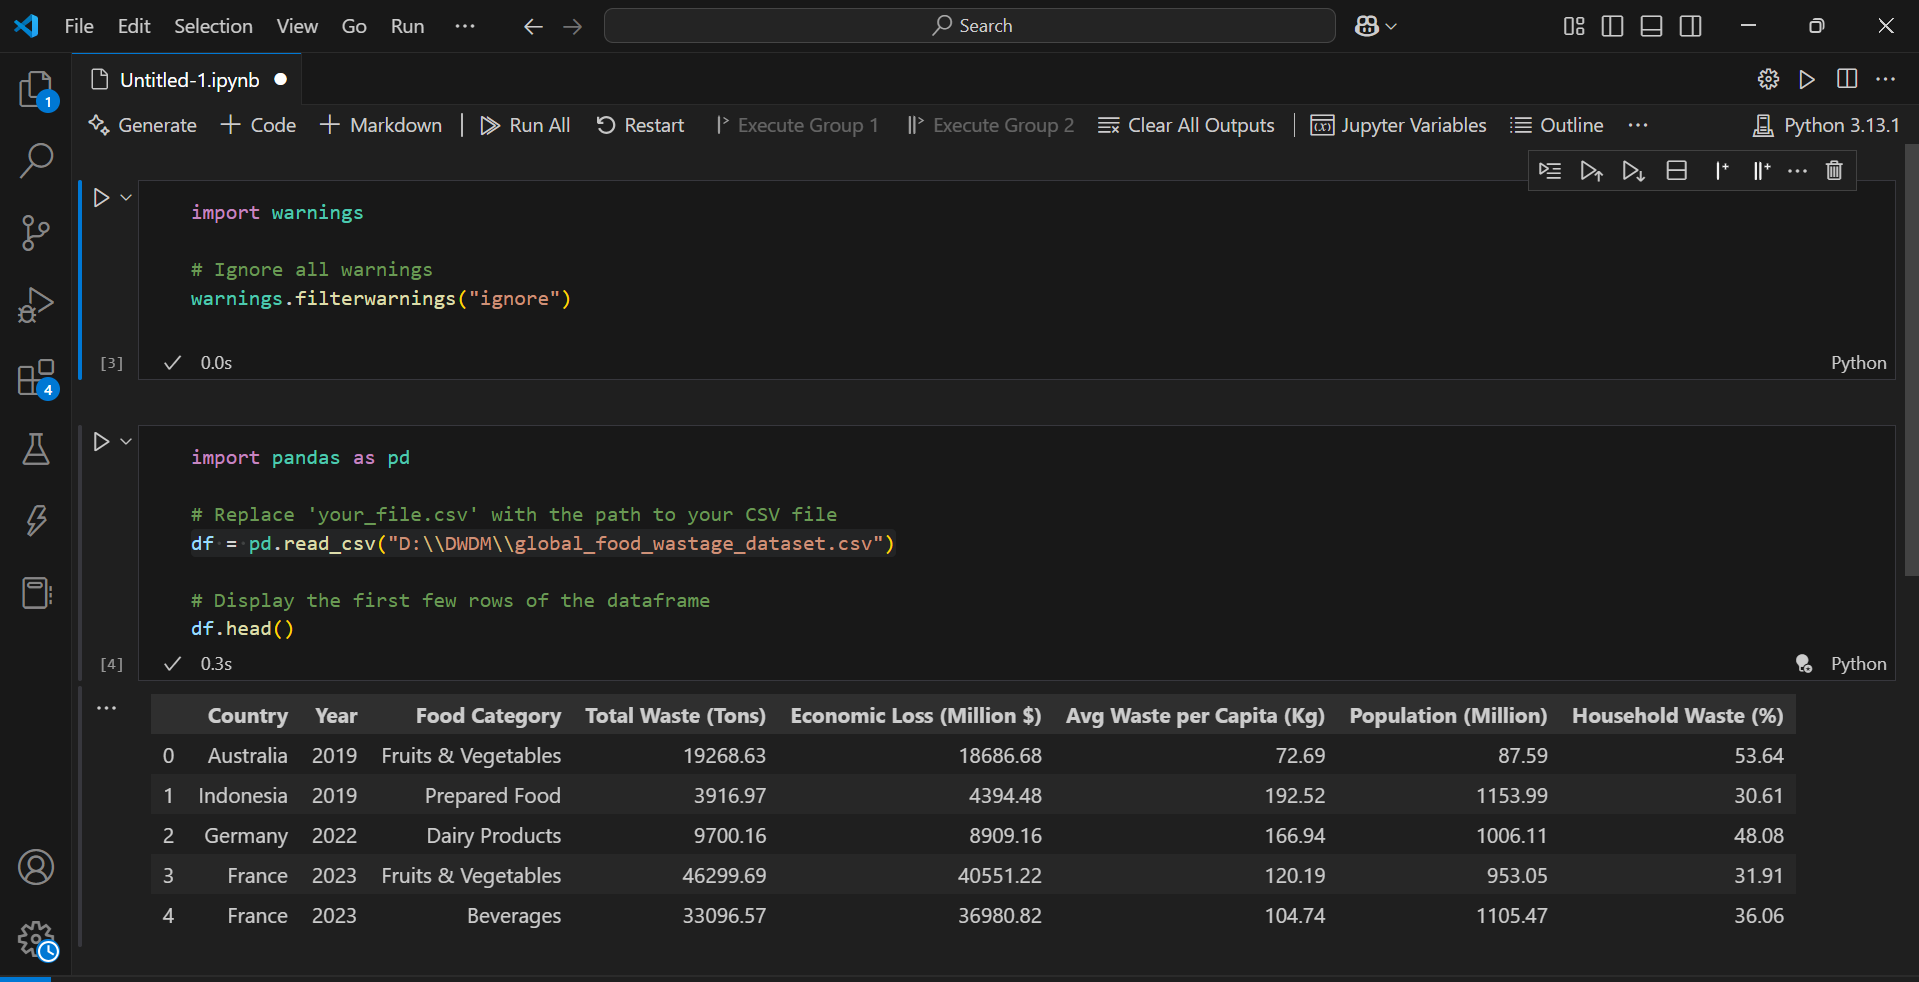 File Edit Selection View Go Run ··· Search
Untitled-1.ipynb
Generate + Code + Markdown Run All Restart Execute Group 1 Execute Group 2 Clear All Outputs Jupyter Variables Outline ··· Python 3.13.1
1
4
import warnings
# Ignore all warnings
warnings.filterwarnings("ignore")
[3] 0.0s Python
import pandas as pd
# Replace 'your_file.csv' with the path to your CSV file
df = pd.read_csv("D:\\DWDM\\global_food_wastage_dataset.csv")
# Display the first few rows of the dataframe
df.head()
[4] 0.3s Python
Country Year Food Category Total Waste (Tons) Economic Loss (Million $) Avg Waste per Capita (Kg) Population (Million) Household Waste (%)
0 Australia 2019 Fruits & Vegetables 19268.63 18686.68 72.69 87.59 53.64
1 Indonesia 2019 Prepared Food 3916.97 4394.48 192.52 1153.99 30.61
2 Germany 2022 Dairy Products 9700.16 8909.16 166.94 1006.11 48.08
3 France 2023 Fruits & Vegetables 46299.69 40551.22 120.19 953.05 31.91
4 France 2023 Beverages 33096.57 36980.82 104.74 1105.47 36.06